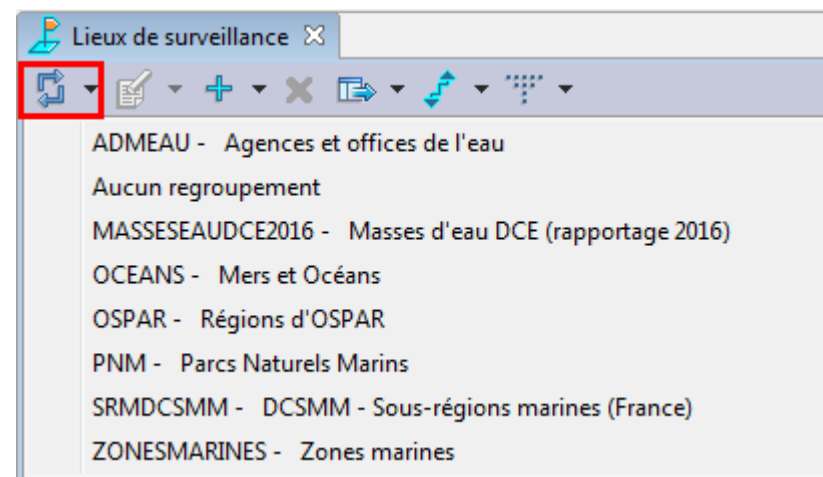 Lieux de surveillance
ADMEAU - Agences et offices de l'eau
Aucun regroupement
MASSESEAUDCE2016 - Masses d'eau DCE (rapportage 2016)
OCEANS - Mers et Océans
OSPAR - Régions d'OSPAR
PNM - Parcs Naturels Marins
SRMDCSMM - DCSMM - Sous-régions marines (France)
ZONESMARINES - Zones marines